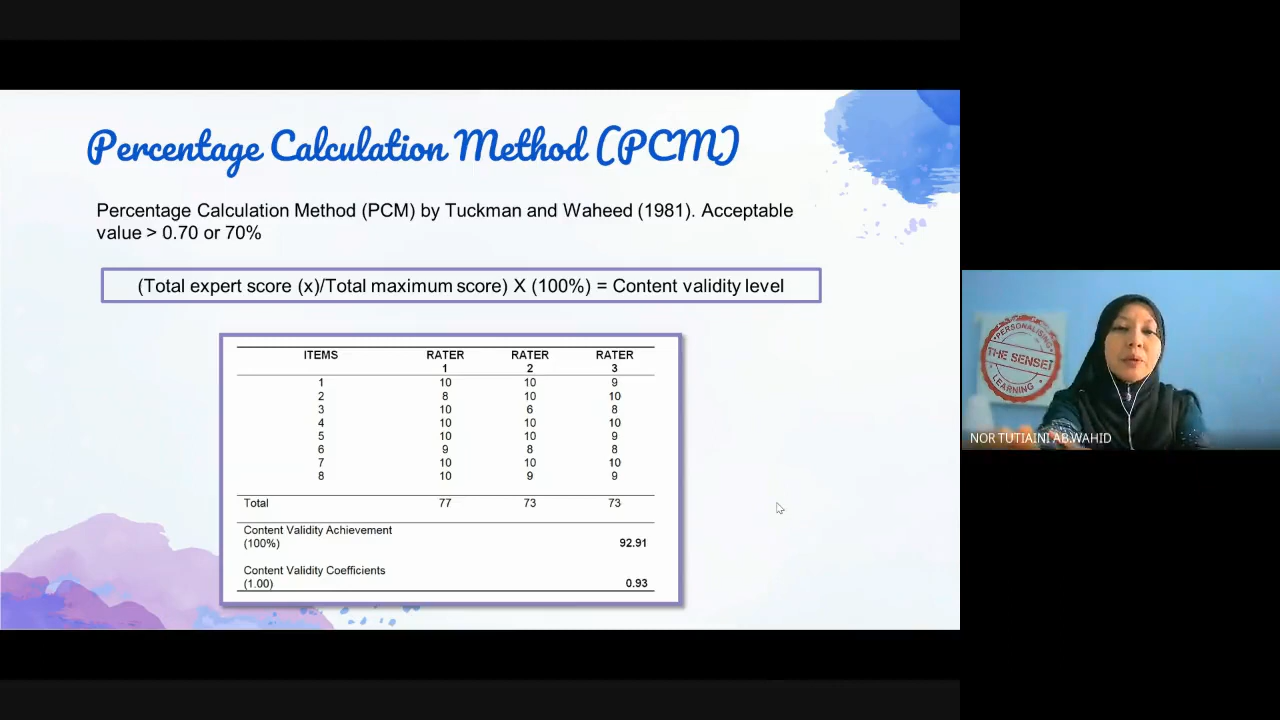 Percentage Calculation Method (PCM)
Percentage Calculation Method (PCM) by Tuckman and Waheed (1981). Acceptable
value > 0.70 or 70%
(Total expert score (x)/Total maximum score) X (100%) = Content validity level
ITEMS RATER RATER RATER
1 2 3
1 10 10 9
2 8 10 10
3 10 6 8
4 10 10 10
5 10 10 9
6 9 8 8
7 10 10 10
8 10 9 9
Total 77 73 73
Content Validity Achievement
(100%) 92.91
Content Validity Coefficients
(1.00) 0.93
PERSONALISING
THE SENSEI
LEARNING
NOR TUTIAINI AB.WAHID